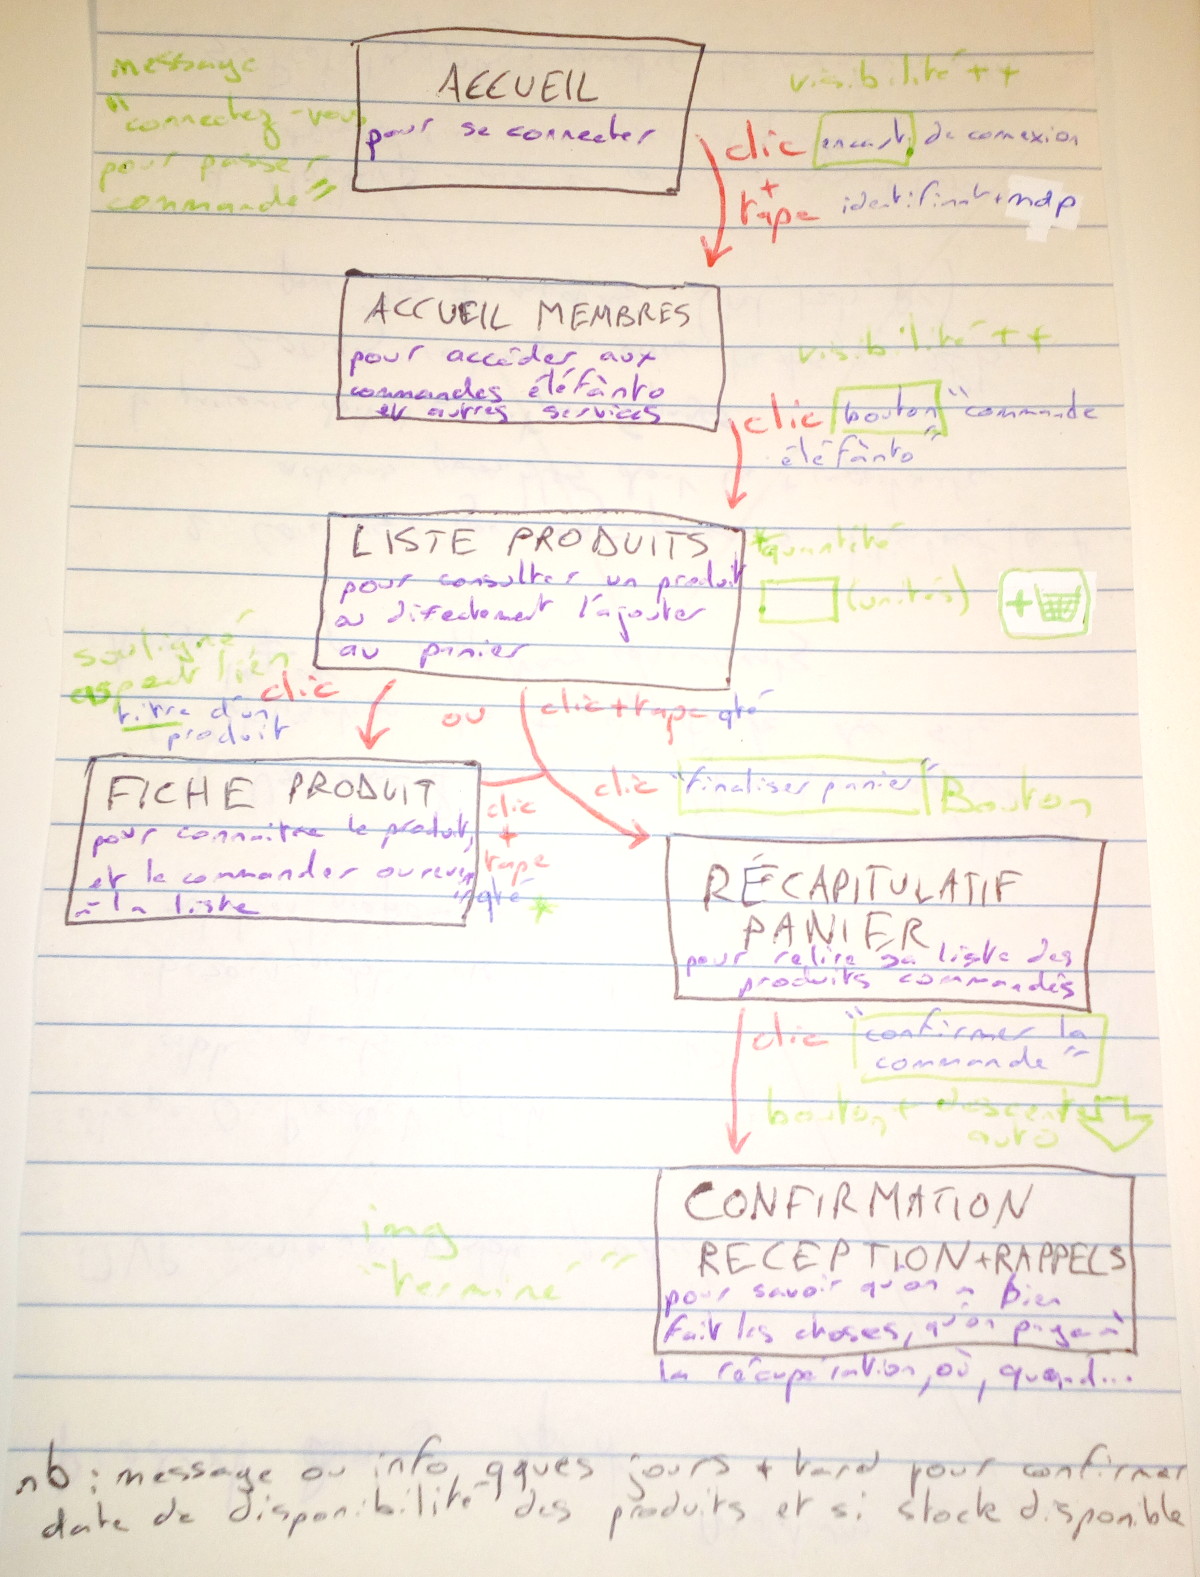 message
"connectez-vous
pour passer
commande"
ACCUEIL
pour se connecter
visibilité ++
clic encart de connexion
+
tape identifiant + mdp
ACCUEIL MEMBRES
pour accéder aux
commandes éléfànto
et autres services
visibilité ++
clic bouton "commande
éléfànto"
LISTE PRODUITS
pour consulter un produit
ou directement l'ajouter
au panier
*quantité
(unités) +
souligné
aspect lien
clic
titre d'un
produit
ou
clic + tape qté
FICHE PRODUIT
pour connaitre le produit,
et le commander ou revenir
à la liste
clic
+
tape
qté *
clic "finaliser panier" Bouton
RÉCAPITULATIF
PANIER
pour relire sa liste des
produits commandés
clic "confirmer la
commande"
bouton + descente
auto
img
"terminé"
CONFIRMATION
RECEPTION + RAPPELS
pour savoir qu'on a bien
fait les choses, qu'on paye à
la récupération, où, quand...
nb : message ou info qques jours + tard pour confirmer
date de disponibilité des produits et si stock disponible